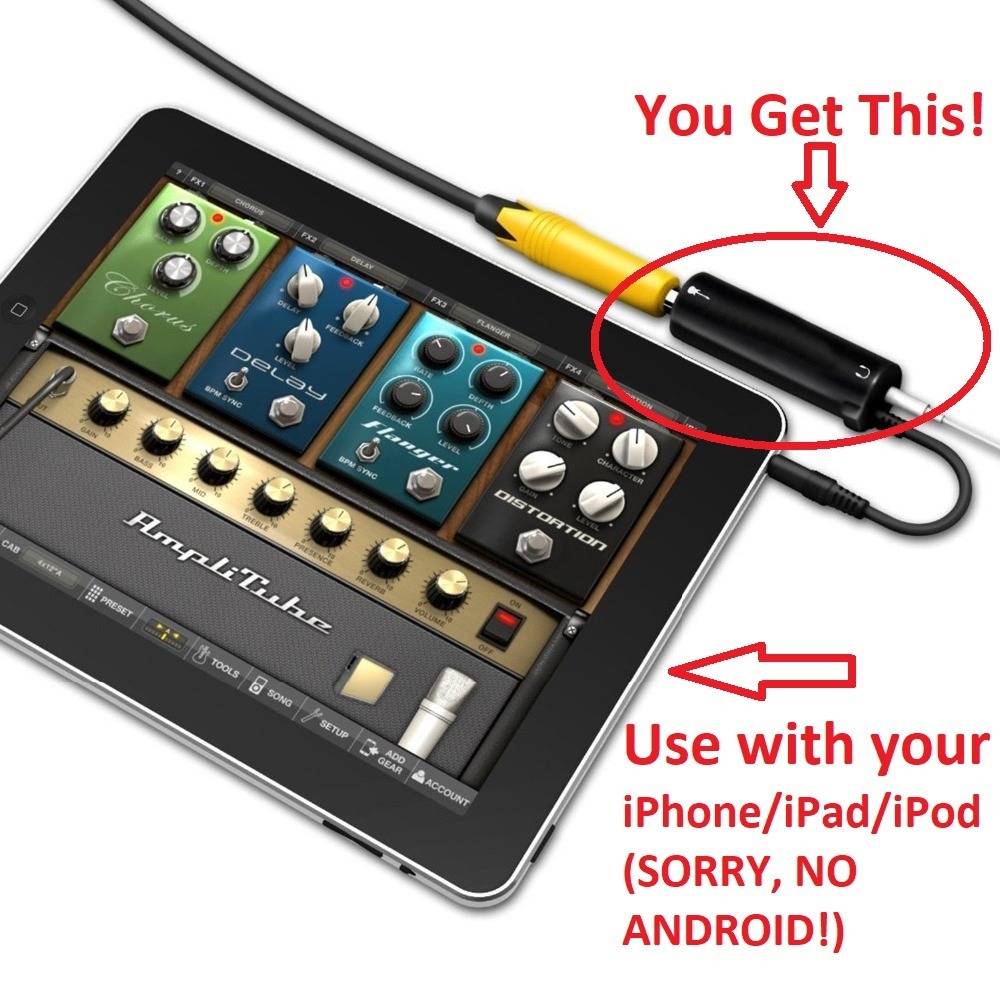 You Get This!
? FX1 CHORUS
FX2 DELAY
FX3 FLANGER
FX4
DEPTH
LEVEL
Chorus
DELAY
FEEDBACK
LEVEL
DELAY
BPM SYNC
RATE
DEPTH
FEEDBACK
LEVEL
Flanger
BPM SYNC
TONE
CHARACTER
GAIN
LEVEL
DISTORTION
GAIN
BASS
MID
TREBLE
PRESENCE
REVERB
VOLUME
ON
OFF
AmpliTube
CAB
4x12"A
PRESET
TOOLS
SONG
SETUP
ADD
GEAR
ACCOUNT
Use with your
iPhone/iPad/iPod
(SORRY, NO
ANDROID!)